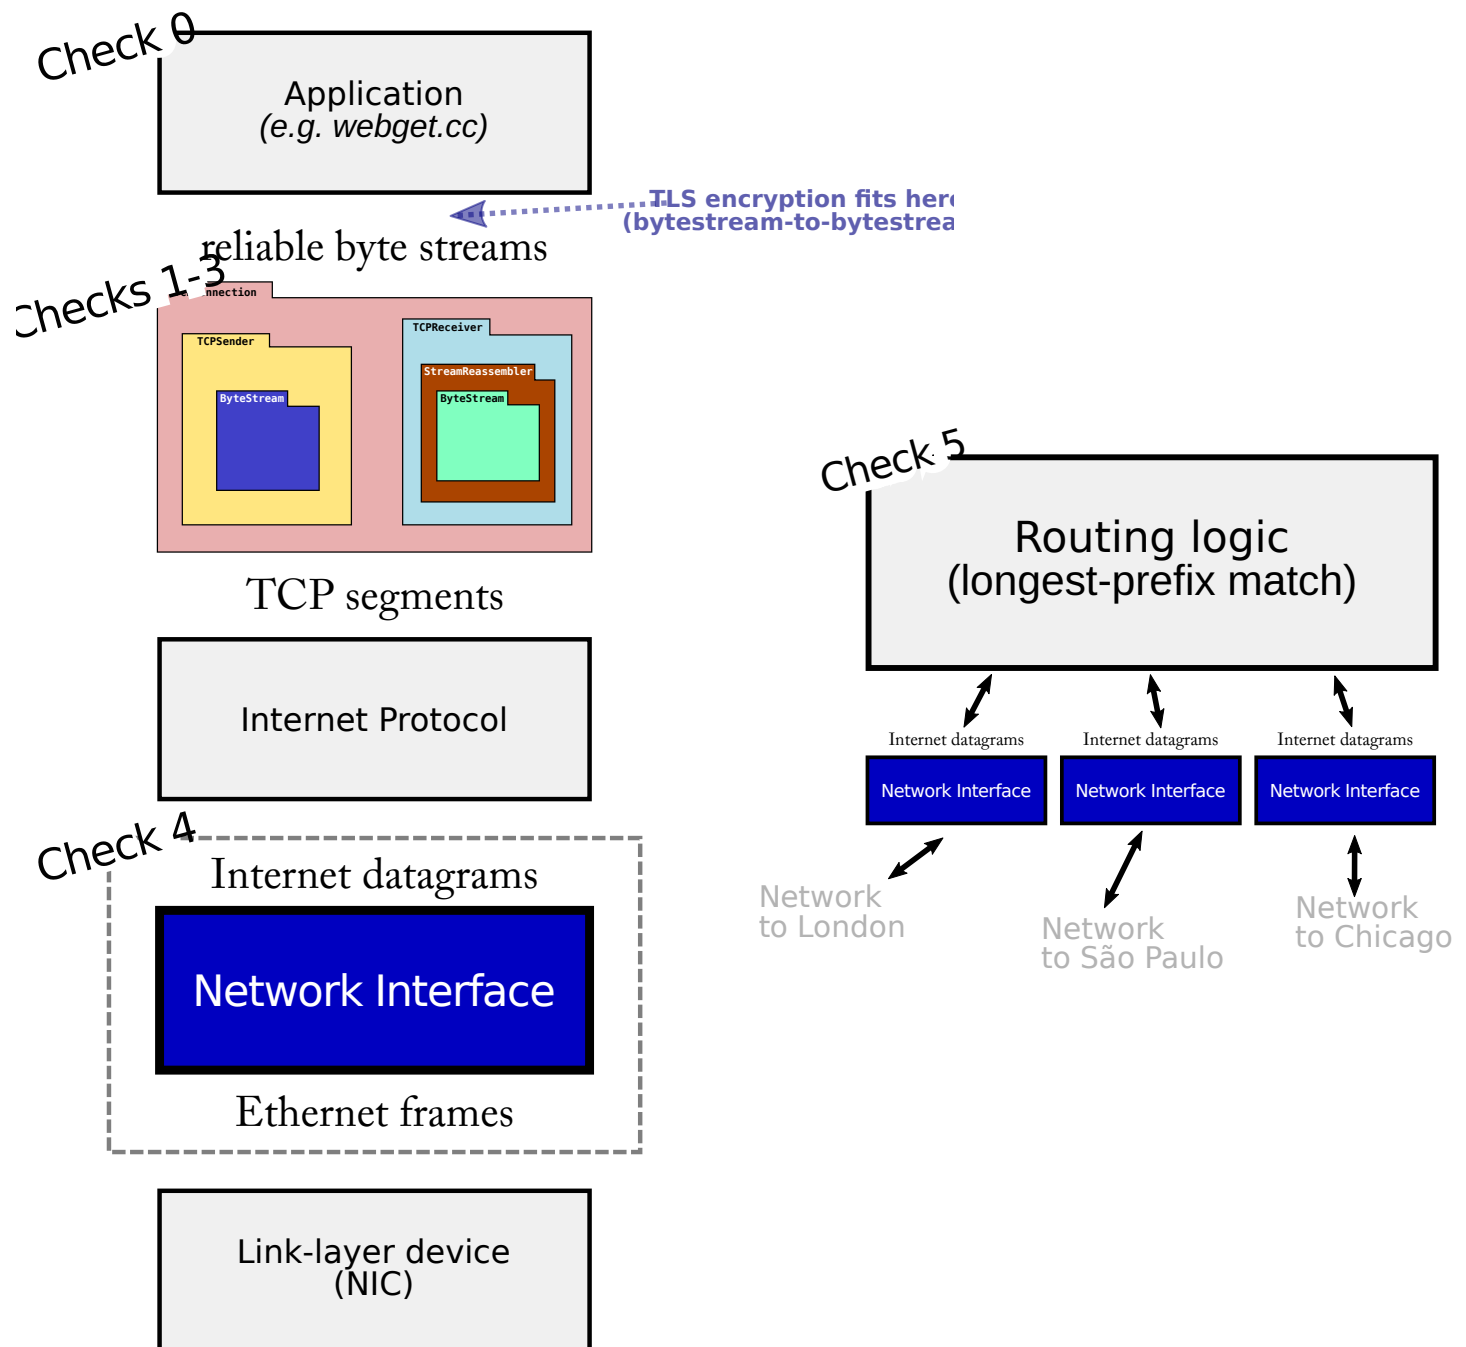 Check 0
Application
(e.g. webget.cc)
TLS encryption fits here
(bytestream-to-bytestrea
reliable byte streams
Checks 1-3
nnection
TCPSender
ByteStream
TCPReceiver
StreamReassembler
ByteStream
TCP segments
Internet Protocol
Check 4
Internet datagrams
Network Interface
Ethernet frames
Link-layer device
(NIC)
Check 5
Routing logic
(longest-prefix match)
Internet datagrams
Internet datagrams
Internet datagrams
Network Interface
Network Interface
Network Interface
Network
to London
Network
to São Paulo
Network
to Chicago